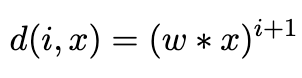 d(i, x) = (w * x)^{i+1}